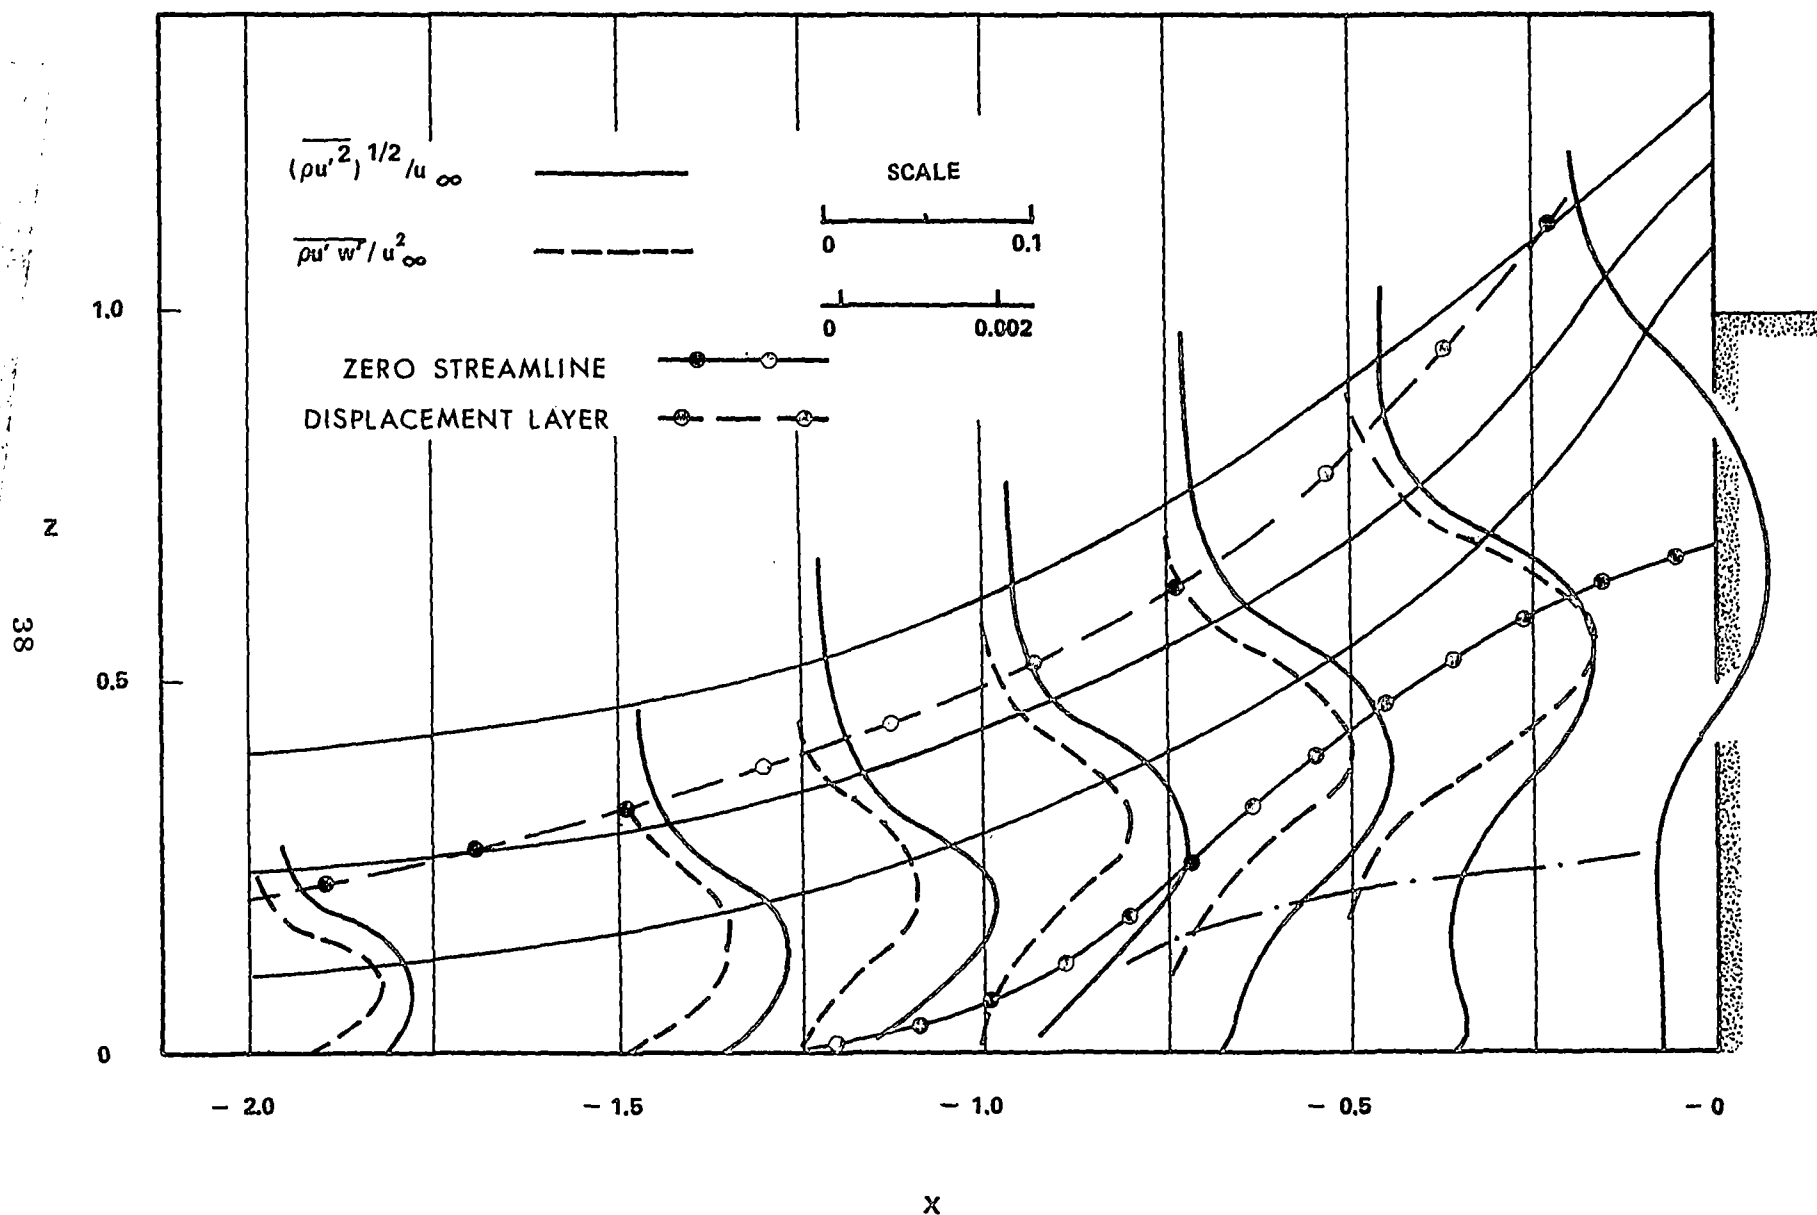 (ρu′²)¹/²/u∞
SCALE
0 0.1
ρu′ w′/u²∞
0 0.002
ZERO STREAMLINE
DISPLACEMENT LAYER
1.0
0.5
0
Z
38
– 2.0 – 1.5 – 1.0 – 0.5 – 0
X